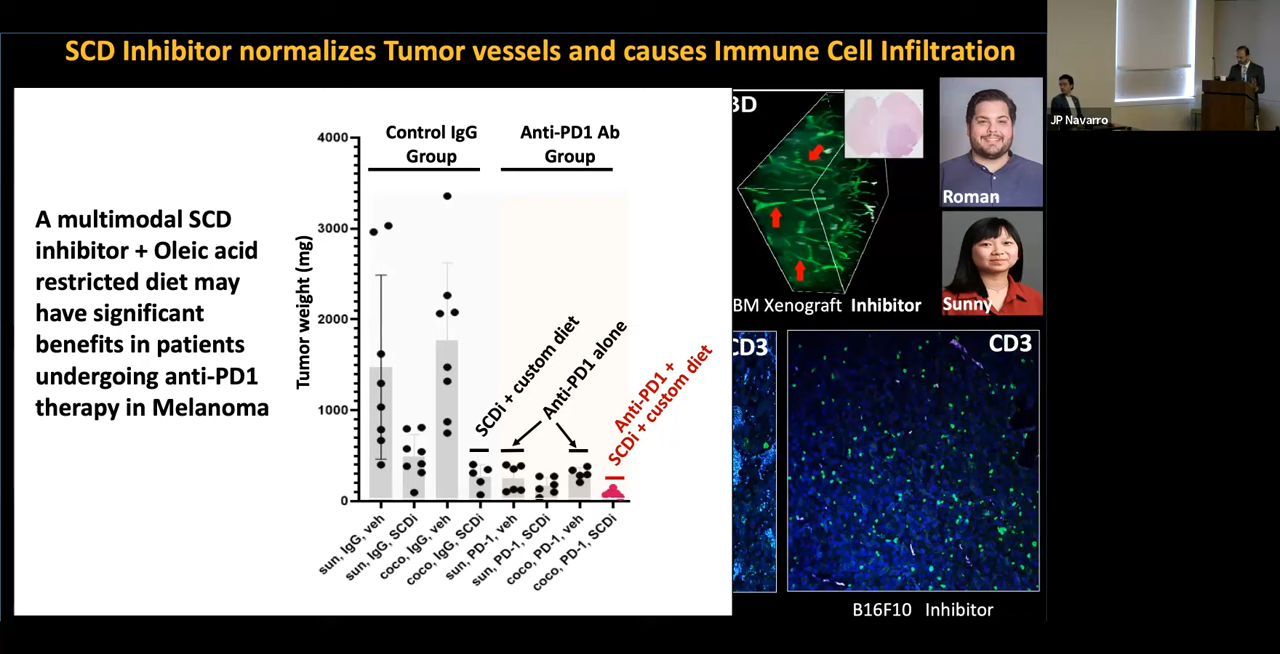 SCD Inhibitor normalizes Tumor vessels and causes Immune Cell Infiltration
JP Navarro
A multimodal SCD
inhibitor + Oleic acid
restricted diet may
have significant
benefits in patients
undergoing anti-PD1
therapy in Melanoma
Control IgG
Group
Anti-PD1 Ab
Group
Tumor weight (mg)
4000
3000
2000
1000
0
SCDi + custom diet
Anti-PD1 alone
Anti-PD1 +
SCDi + custom diet
sun, IgG, veh
sun, IgG, SCDi
coco, IgG, veh
coco, IgG, SCDi
sun, PD-1, veh
sun, PD-1, SCDi
coco, PD-1, veh
coco, PD-1, SCDi
3D
BM Xenograft Inhibitor
Roman
Sunny
CD3
CD3
B16F10 Inhibitor